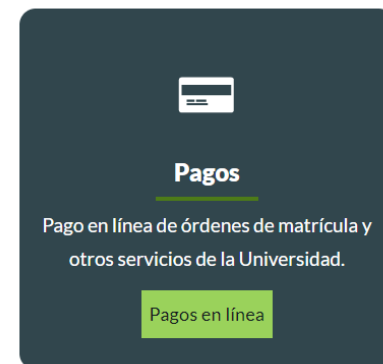 Pagos
Pago en línea de órdenes de matrícula y
otros servicios de la Universidad.
Pagos en línea